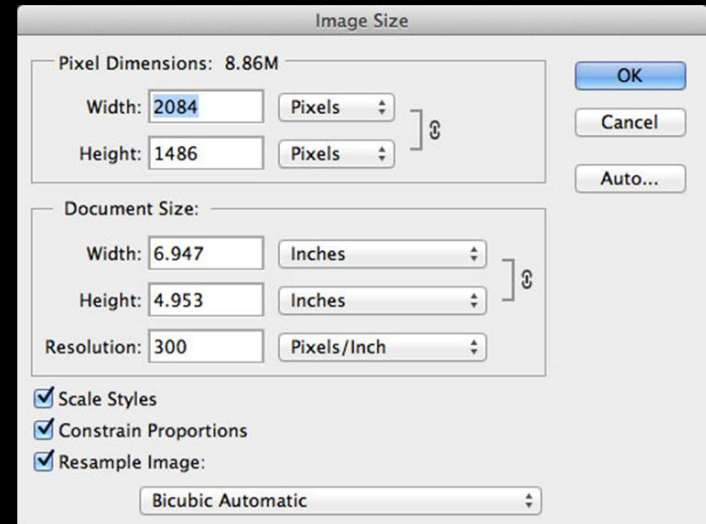 Image Size
Pixel Dimensions: 8.86M
OK
Width: 2084 Pixels
Cancel
Height: 1486 Pixels
Auto...
Document Size:
Width: 6.947 Inches
Height: 4.953 Inches
Resolution: 300 Pixels/Inch
Scale Styles
Constrain Proportions
Resample Image:
Bicubic Automatic